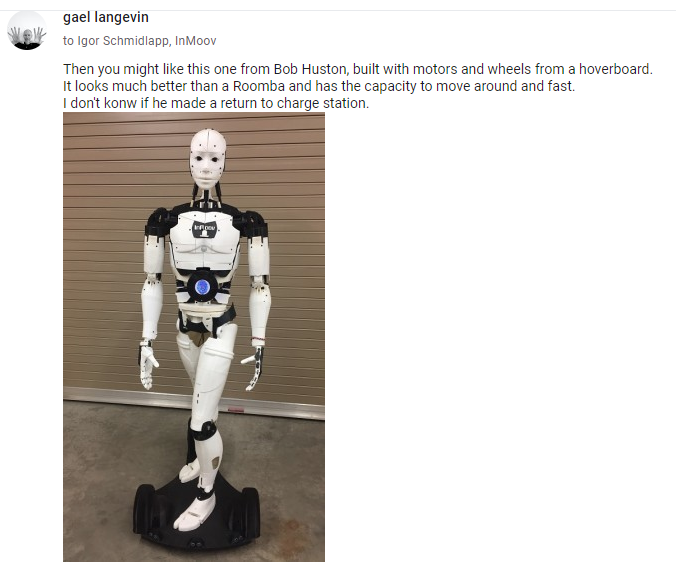 gael langevin
to Igor Schmidlapp, InMoov
Then you might like this one from Bob Huston, built with motors and wheels from a hoverboard.
It looks much better than a Roomba and has the capacity to move around and fast.
I don't konw if he made a return to charge station.
InMoov